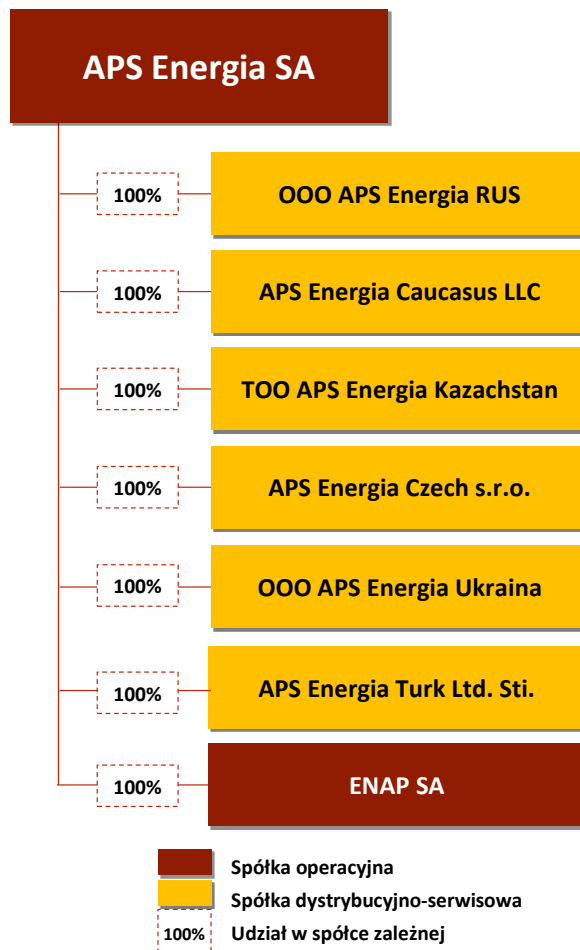 APS Energia SA
100% OOO APS Energia RUS
100% APS Energia Caucasus LLC
100% TOO APS Energia Kazachstan
100% APS Energia Czech s.r.o.
100% OOO APS Energia Ukraina
100% APS Energia Turk Ltd. Sti.
100% ENAP SA
Spółka operacyjna
Spółka dystrybucyjno-serwisowa
100% Udział w spółce zależnej